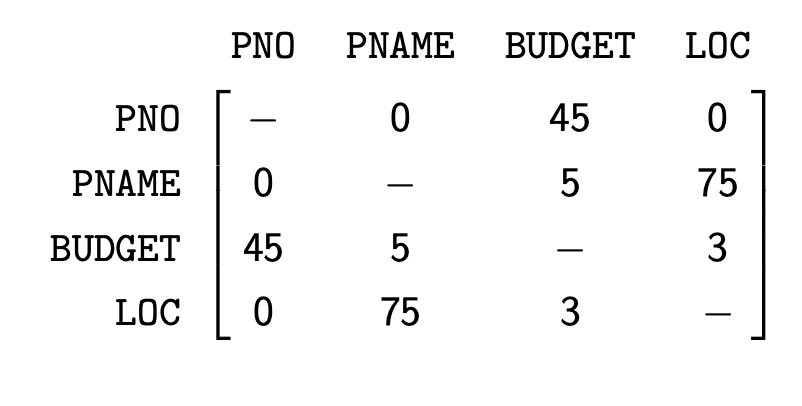 PNO PNAME BUDGET LOC
PNO – 0 45 0
PNAME 0 – 5 75
BUDGET 45 5 – 3
LOC 0 75 3 –